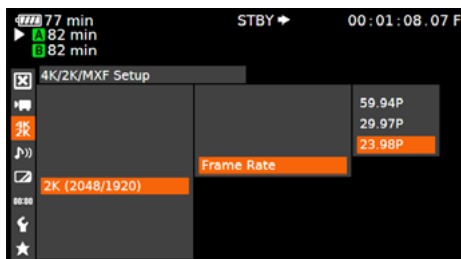 77 min STBY 00:01:08.07 F
A 82 min
B 82 min
4K/2K/MXF Setup
59.94P
4K 2K 29.97P
23.98P
Frame Rate
2K (2048/1920)
00:00